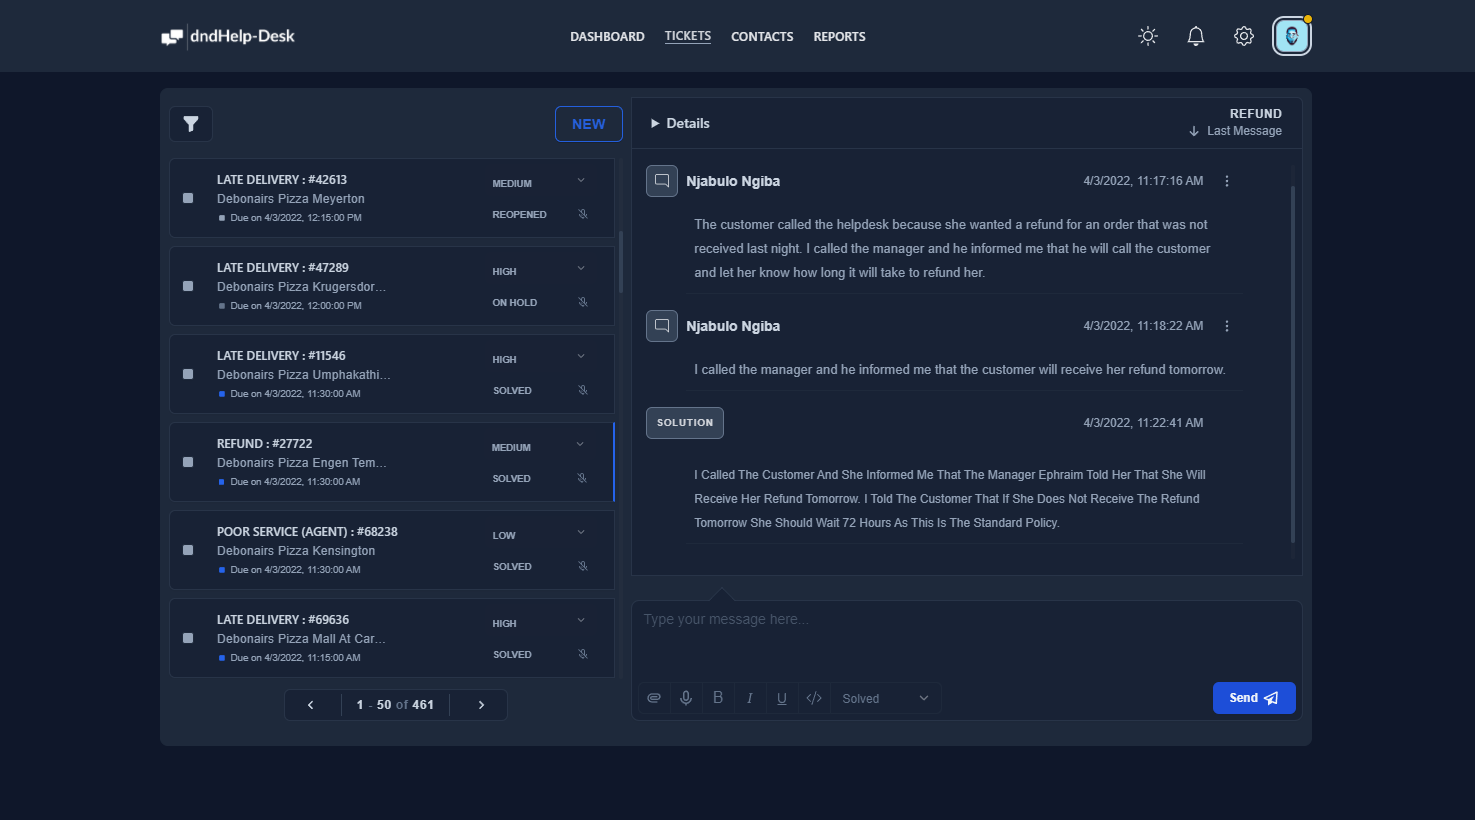 dndHelp-Desk
DASHBOARD
TICKETS
CONTACTS
REPORTS
NEW
LATE DELIVERY : #42613
MEDIUM
Debonairs Pizza Meyerton
Due on 4/3/2022, 12:15:00 PM
REOPENED
LATE DELIVERY : #47289
HIGH
Debonairs Pizza Krugersdor...
Due on 4/3/2022, 12:00:00 PM
ON HOLD
LATE DELIVERY : #11546
HIGH
Debonairs Pizza Umphakathi...
Due on 4/3/2022, 11:30:00 AM
SOLVED
REFUND : #27722
MEDIUM
Debonairs Pizza Engen Tem...
Due on 4/3/2022, 11:30:00 AM
SOLVED
POOR SERVICE (AGENT) : #68238
LOW
Debonairs Pizza Kensington
Due on 4/3/2022, 11:30:00 AM
SOLVED
LATE DELIVERY : #69636
HIGH
Debonairs Pizza Mall At Car...
Due on 4/3/2022, 11:15:00 AM
SOLVED
1 - 50 of 461
Details
REFUND
Last Message
Njabulo Ngiba
4/3/2022, 11:17:16 AM
The customer called the helpdesk because she wanted a refund for an order that was not
received last night. I called the manager and he informed me that he will call the customer
and let her know how long it will take to refund her.
Njabulo Ngiba
4/3/2022, 11:18:22 AM
I called the manager and he informed me that the customer will receive her refund tomorrow.
SOLUTION
4/3/2022, 11:22:41 AM
I Called The Customer And She Informed Me That The Manager Ephraim Told Her That She Will
Receive Her Refund Tomorrow. I Told The Customer That If She Does Not Receive The Refund
Tomorrow She Should Wait 72 Hours As This Is The Standard Policy.
Type your message here...
B
I
U
Solved
Send